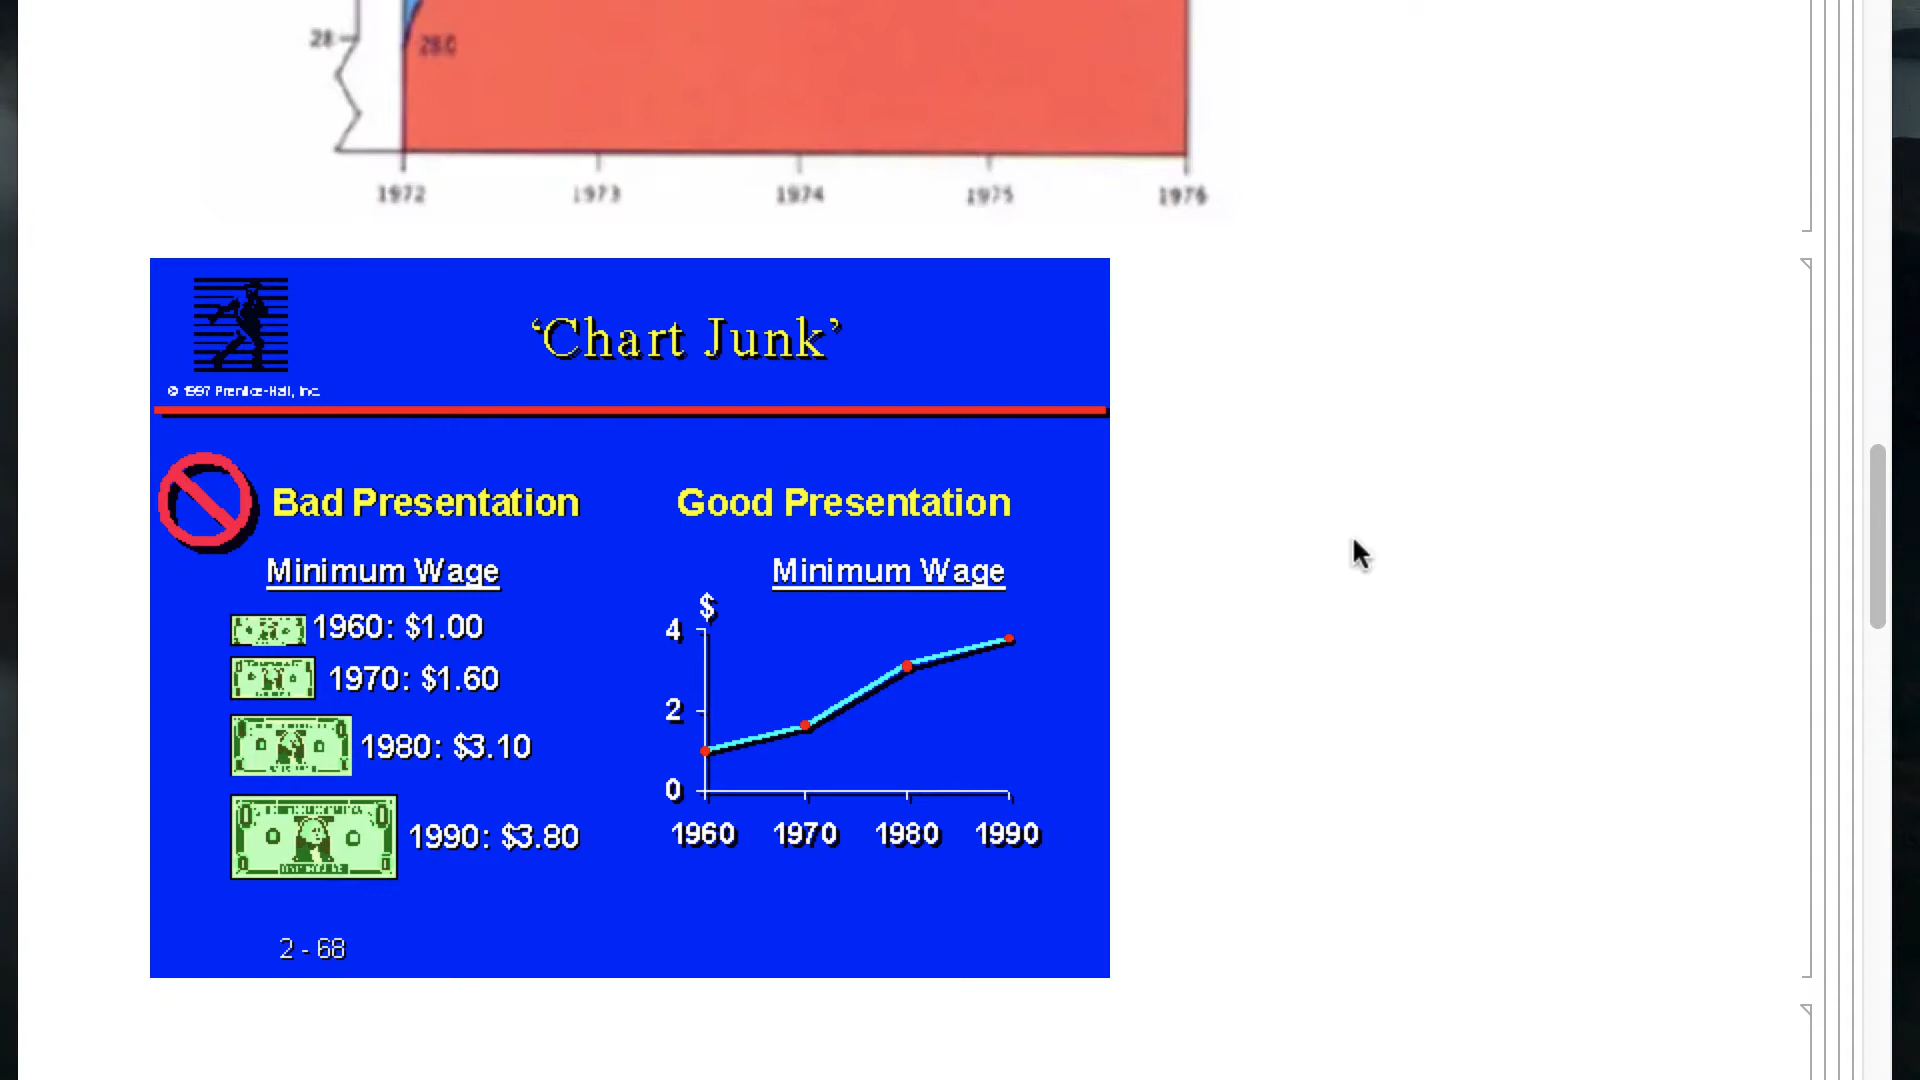 28
28.0
1972 1973 1974 1975 1976
‘Chart Junk’
© 1997 Prentice-Hall, Inc.
Bad Presentation
Good Presentation
Minimum Wage
1960: $1.00
1970: $1.60
1980: $3.10
1990: $3.80
Minimum Wage
$
4
2
0
1960 1970 1980 1990
2 - 68